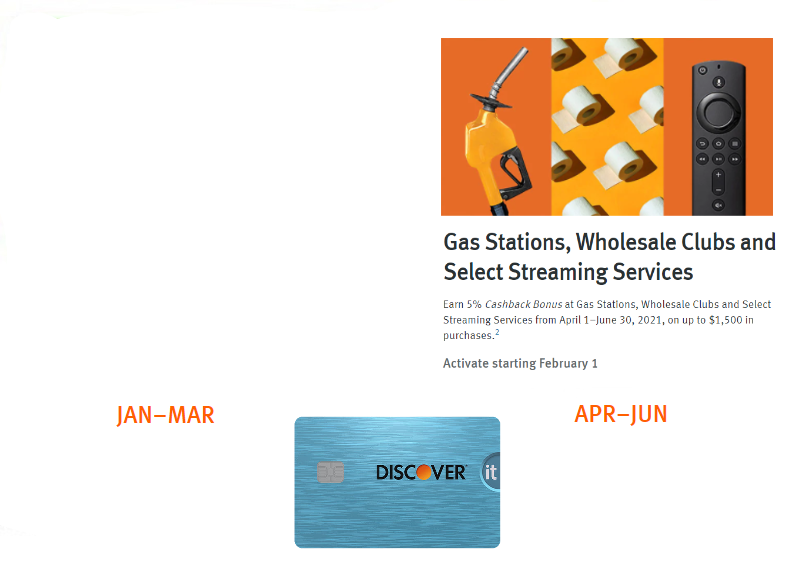 Gas Stations, Wholesale Clubs and
Select Streaming Services
Earn 5% Cashback Bonus at Gas Stations, Wholesale Clubs and Select
Streaming Services from April 1–June 30, 2021, on up to $1,500 in
purchases.2
Activate starting February 1
JAN–MAR
APR–JUN
DISCOVER
it